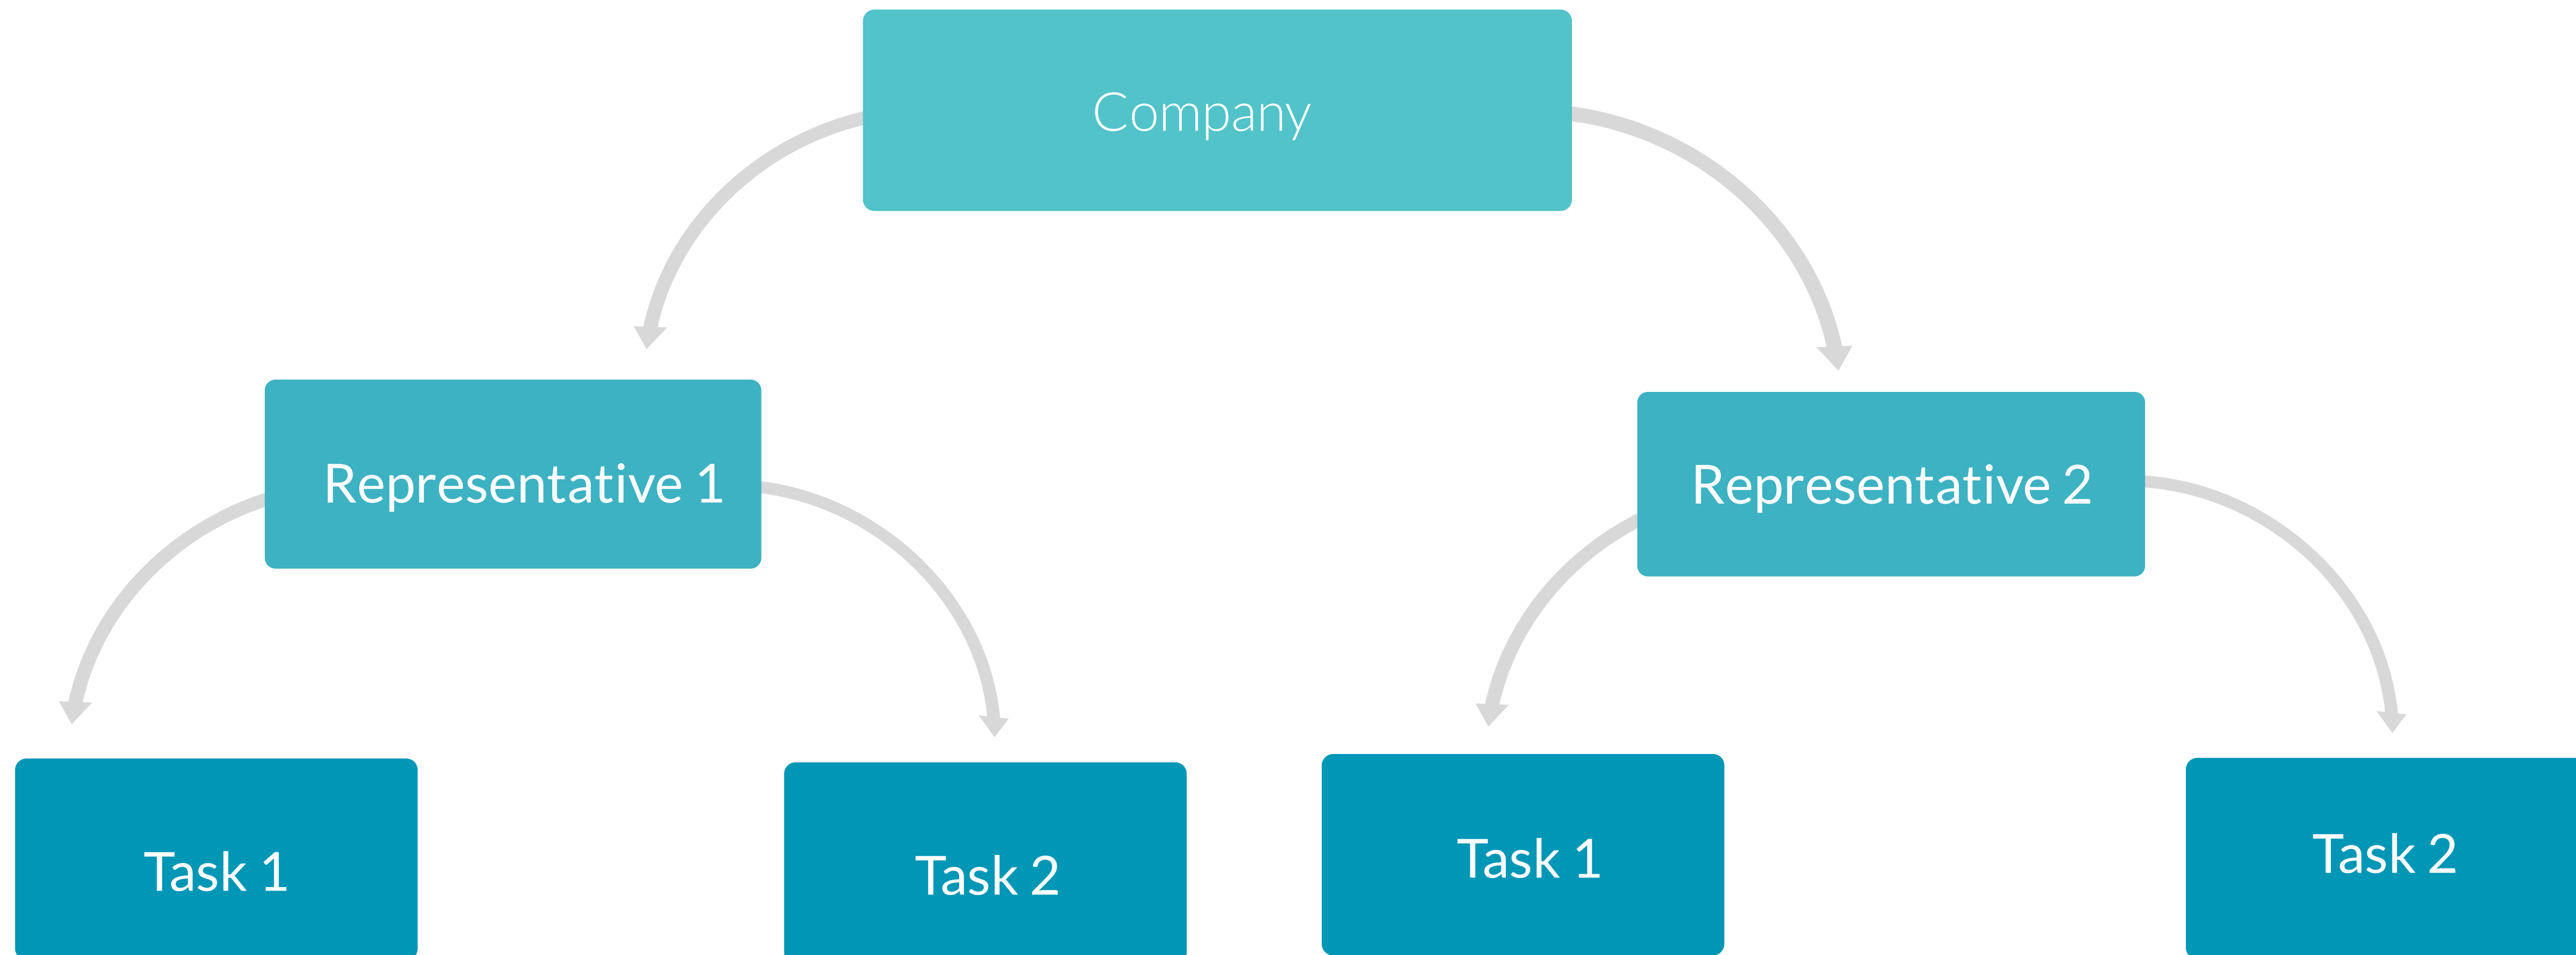 Company
Representative 1
Representative 2
Task 1
Task 2
Task 1
Task 2